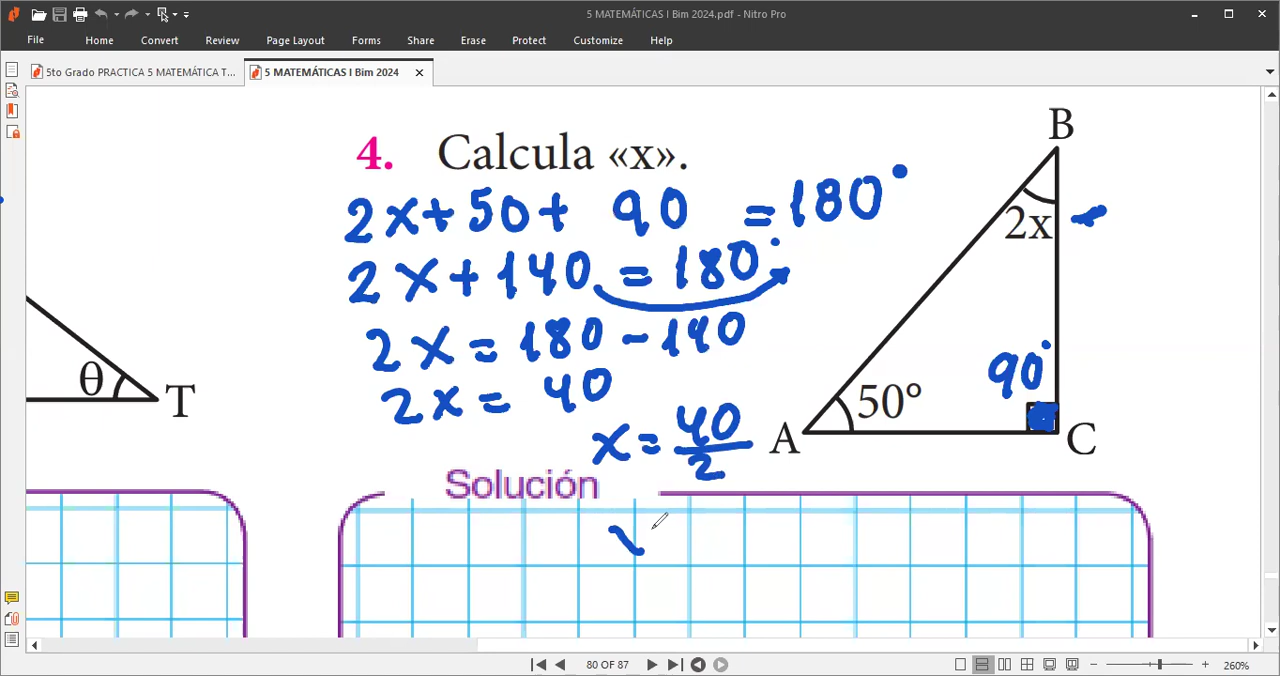 5 MATEMÁTICAS I Bim 2024.pdf - Nitro Pro
File Home Convert Review Page Layout Forms Share Erase Protect Customize Help
5to Grado PRACTICA 5 MATEMÁTICA T... 5 MATEMÁTICAS I Bim 2024
4. Calcula «x».
2x+50+ 90 =180°
2x+140 =180°
2x=180-140
2x= 40
x= 40/2
B
2x
90°
50°
A
C
θ
T
Solución
80 OF 87
260%